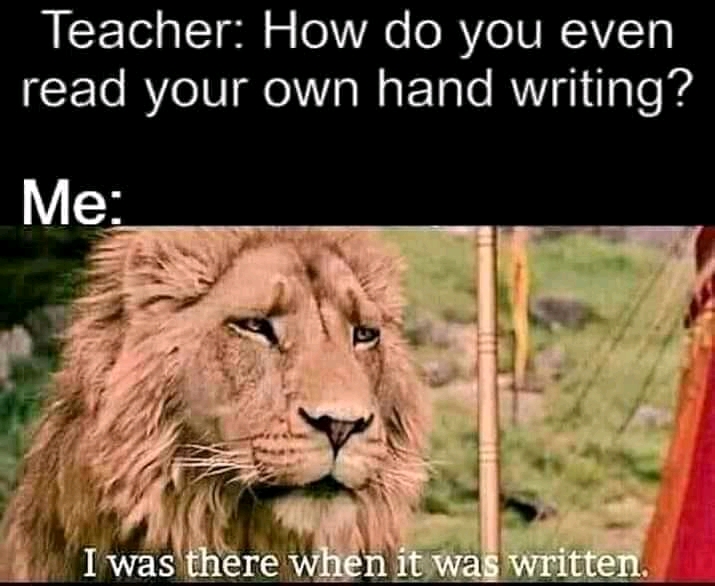 Teacher: How do you even
read your own hand writing?
Me:
I was there when it was written.